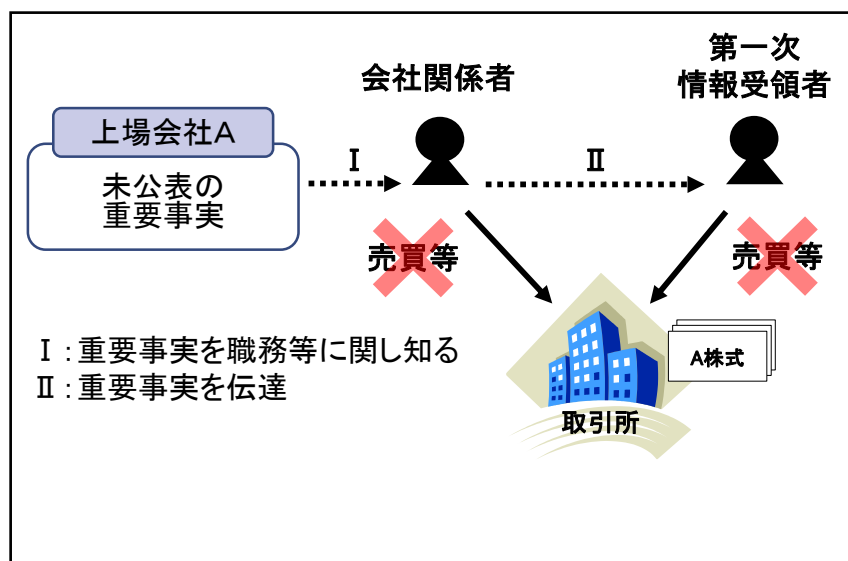 会社関係者
第一次
情報受領者
上場会社A
未公表の
重要事実
Ⅰ
Ⅱ
売買等
売買等
A株式
取引所
Ⅰ：重要事実を職務等に関し知る
Ⅱ：重要事実を伝達